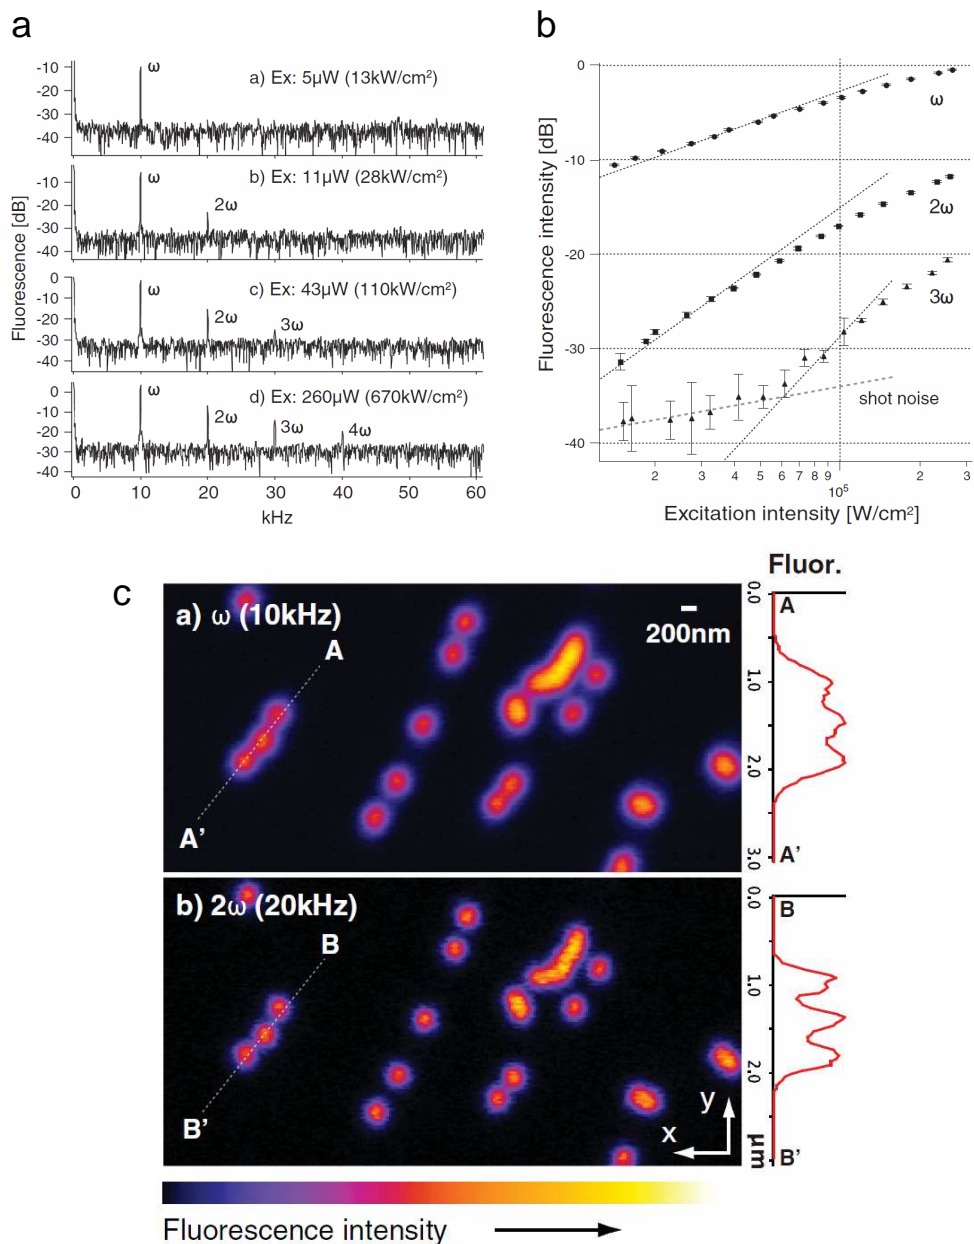 a
Fluorescence [dB]
-10
-20
-30
-40
ω
a) Ex: 5μW (13kW/cm²)
-10
-20
-30
-40
ω
2ω
b) Ex: 11μW (28kW/cm²)
0
-10
-20
-30
-40
ω
2ω
3ω
c) Ex: 43μW (110kW/cm²)
0
-10
-20
-30
-40
ω
2ω
3ω
4ω
d) Ex: 260μW (670kW/cm²)
0 10 20 30 40 50 60
kHz
b
Fluorescence intensity [dB]
0
-10
-20
-30
-40
ω
2ω
3ω
shot noise
2 3 4 5 6 7 8 9 10⁵ 2 3
Excitation intensity [W/cm²]
c
a) ω (10kHz)
A
A'
200nm
Fluor.
0.0
1.0
2.0
3.0
A
A'
b) 2ω (20kHz)
B
B'
y
x
0.0
1.0
2.0
μm
B
B'
Fluorescence intensity